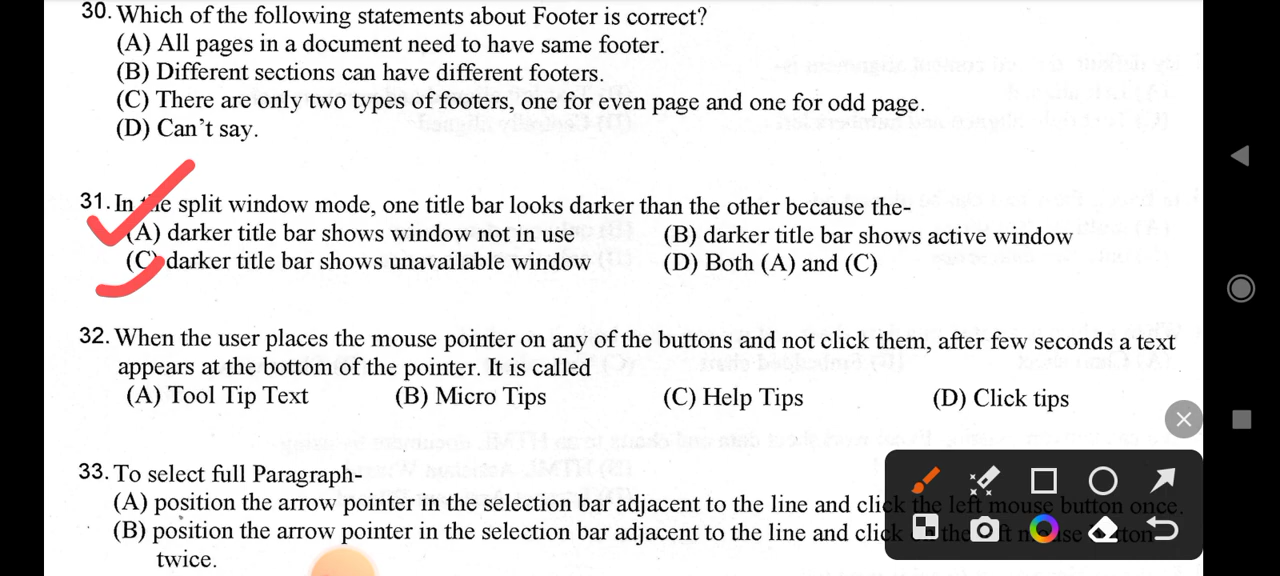 30. Which of the following statements about Footer is correct?
(A) All pages in a document need to have same footer.
(B) Different sections can have different footers.
(C) There are only two types of footers, one for even page and one for odd page.
(D) Can't say.
31. In the split window mode, one title bar looks darker than the other because the-
(A) darker title bar shows window not in use (B) darker title bar shows active window
(C) darker title bar shows unavailable window (D) Both (A) and (C)
32. When the user places the mouse pointer on any of the buttons and not click them, after few seconds a text
appears at the bottom of the pointer. It is called
(A) Tool Tip Text (B) Micro Tips (C) Help Tips (D) Click tips
33. To select full Paragraph-
(A) position the arrow pointer in the selection bar adjacent to the line and click the left mouse button once.
(B) position the arrow pointer in the selection bar adjacent to the line and click
twice.